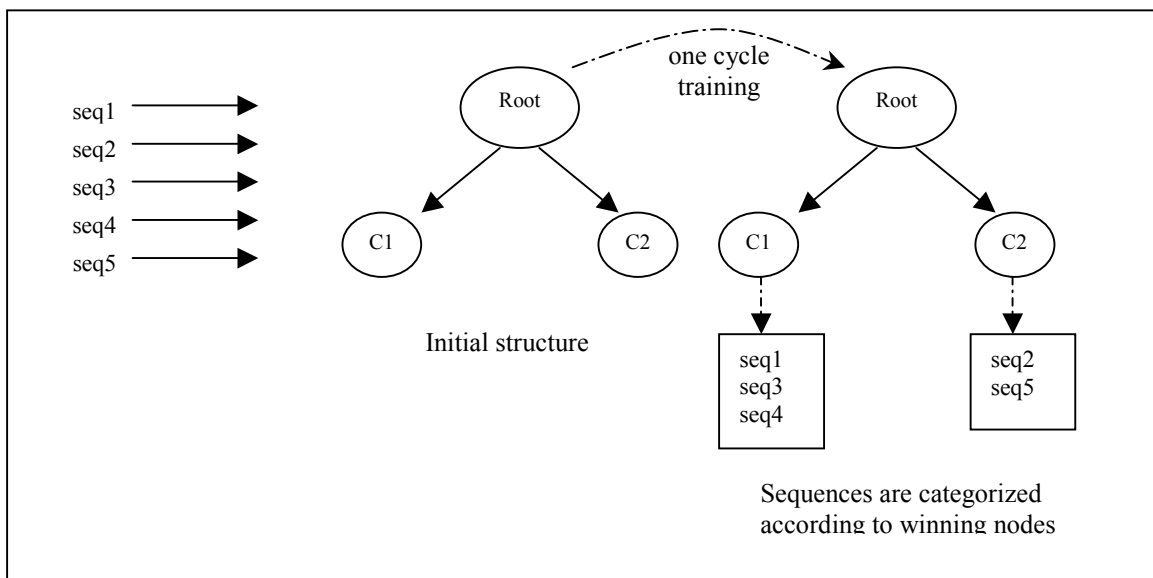 one cycle
training
Root
Root
seq1
seq2
seq3
seq4
seq5
C1
C2
C1
C2
Initial structure
seq1
seq3
seq4
seq2
seq5
Sequences are categorized
according to winning nodes